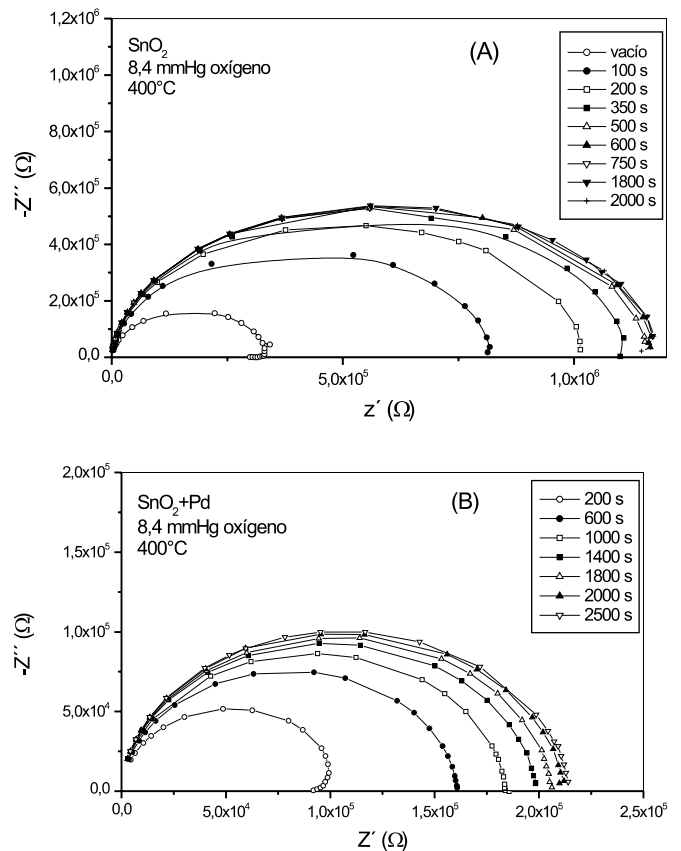 SnO2
8,4 mmHg oxígeno
400°C
(A)
vacío
100 s
200 s
350 s
500 s
600 s
750 s
1800 s
2000 s
1,2x10^6
1,0x10^6
8,0x10^5
6,0x10^5
4,0x10^5
2,0x10^5
0,0
-Z´´ (Ω)
0,0 5,0x10^5 1,0x10^6
z´ (Ω)
SnO2+Pd
8,4 mmHg oxígeno
400°C
(B)
200 s
600 s
1000 s
1400 s
1800 s
2000 s
2500 s
2,0x10^5
1,5x10^5
1,0x10^5
5,0x10^4
0,0
-Z´´ (Ω)
0,0 5,0x10^4 1,0x10^5 1,5x10^5 2,0x10^5 2,5x10^5
Z´ (Ω)